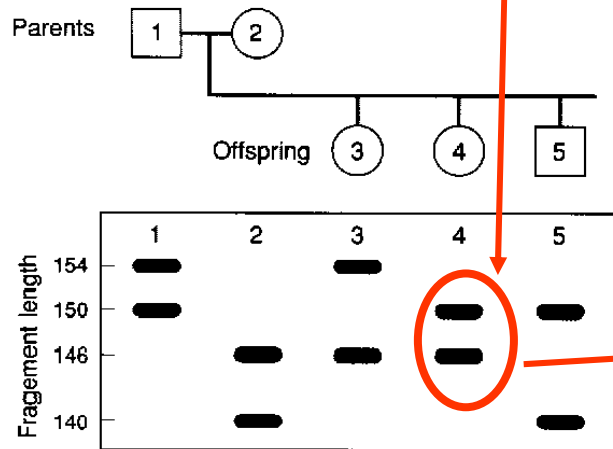 Parents 1 2
Offspring 3 4 5
1 2 3 4 5
Fragement length
154
150
146
140